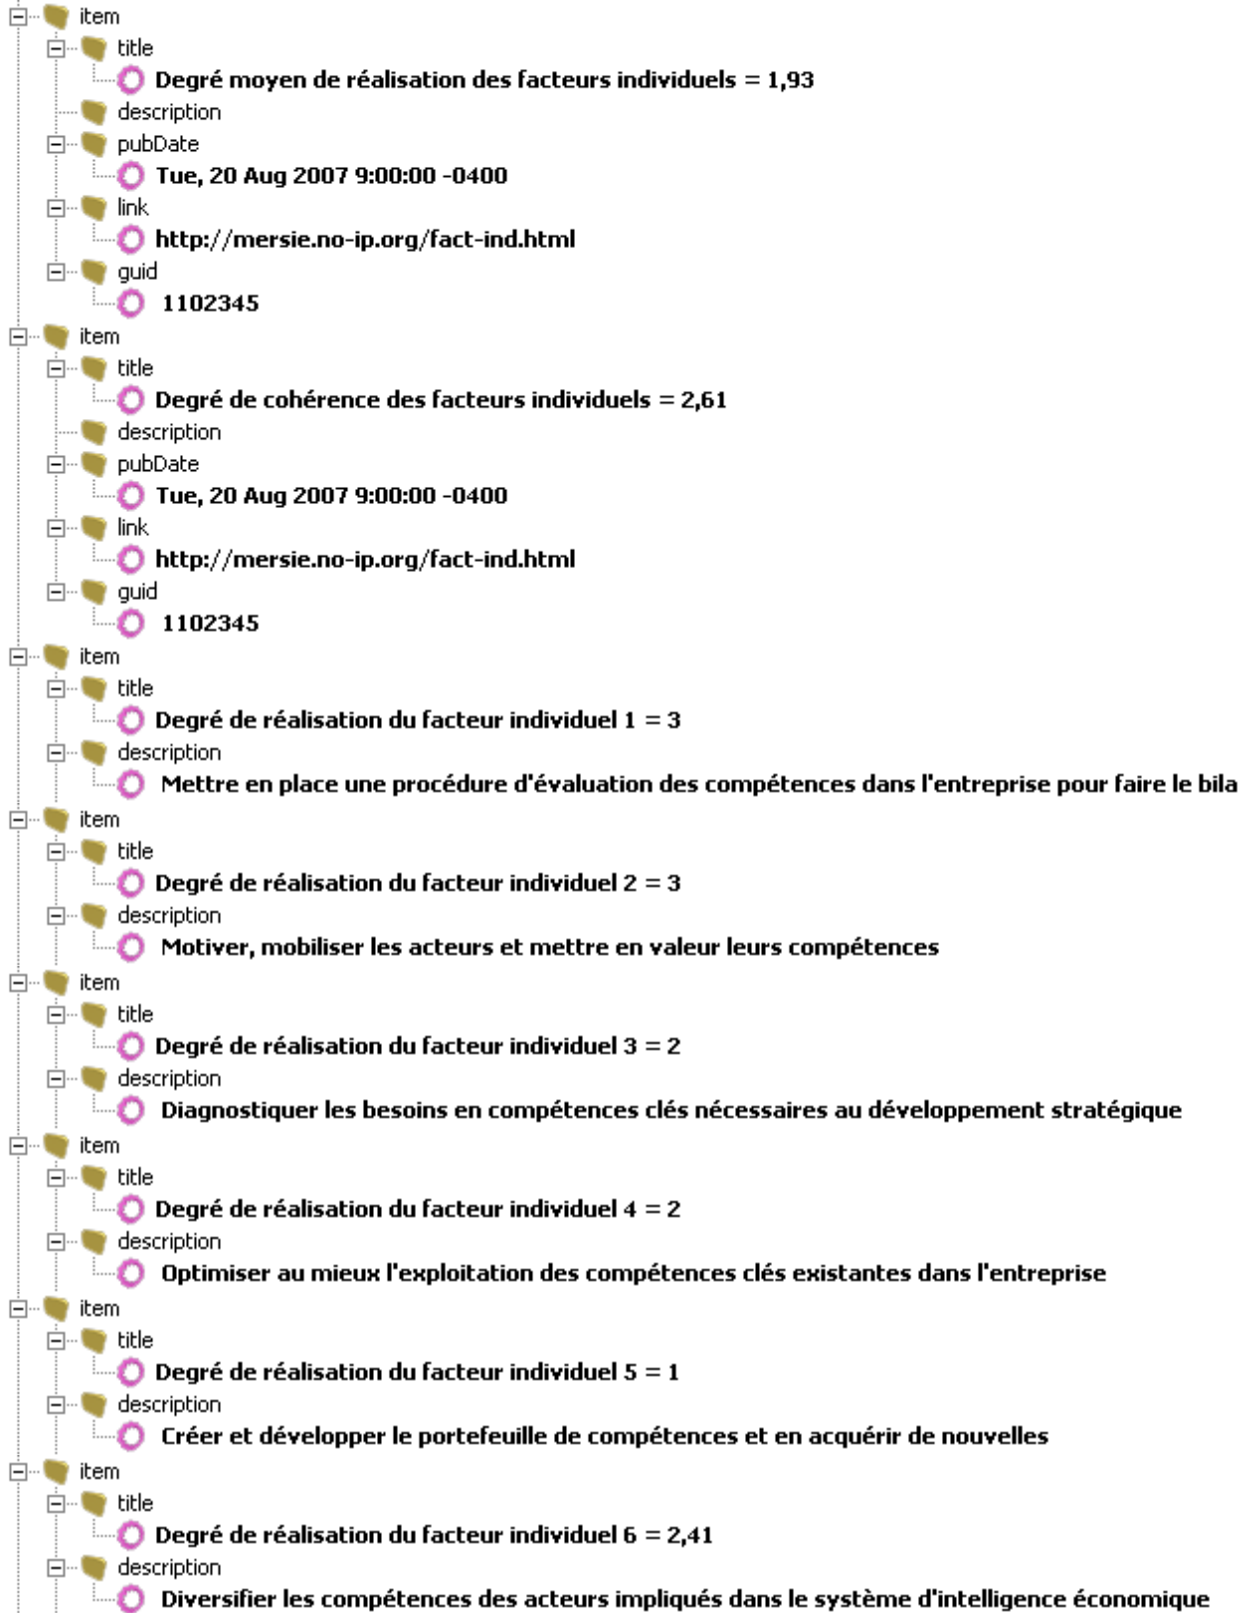 item
title
Degré moyen de réalisation des facteurs individuels = 1,93
description
pubDate
Tue, 20 Aug 2007 9:00:00 -0400
link
http://mersie.no-ip.org/fact-ind.html
guid
1102345
item
title
Degré de cohérence des facteurs individuels = 2,61
description
pubDate
Tue, 20 Aug 2007 9:00:00 -0400
link
http://mersie.no-ip.org/fact-ind.html
guid
1102345
item
title
Degré de réalisation du facteur individuel 1 = 3
description
Mettre en place une procédure d'évaluation des compétences dans l'entreprise pour faire le bila
item
title
Degré de réalisation du facteur individuel 2 = 3
description
Motiver, mobiliser les acteurs et mettre en valeur leurs compétences
item
title
Degré de réalisation du facteur individuel 3 = 2
description
Diagnostiquer les besoins en compétences clés nécessaires au développement stratégique
item
title
Degré de réalisation du facteur individuel 4 = 2
description
Optimiser au mieux l'exploitation des compétences clés existantes dans l'entreprise
item
title
Degré de réalisation du facteur individuel 5 = 1
description
Créer et développer le portefeuille de compétences et en acquérir de nouvelles
item
title
Degré de réalisation du facteur individuel 6 = 2,41
description
Diversifier les compétences des acteurs impliqués dans le système d'intelligence économique